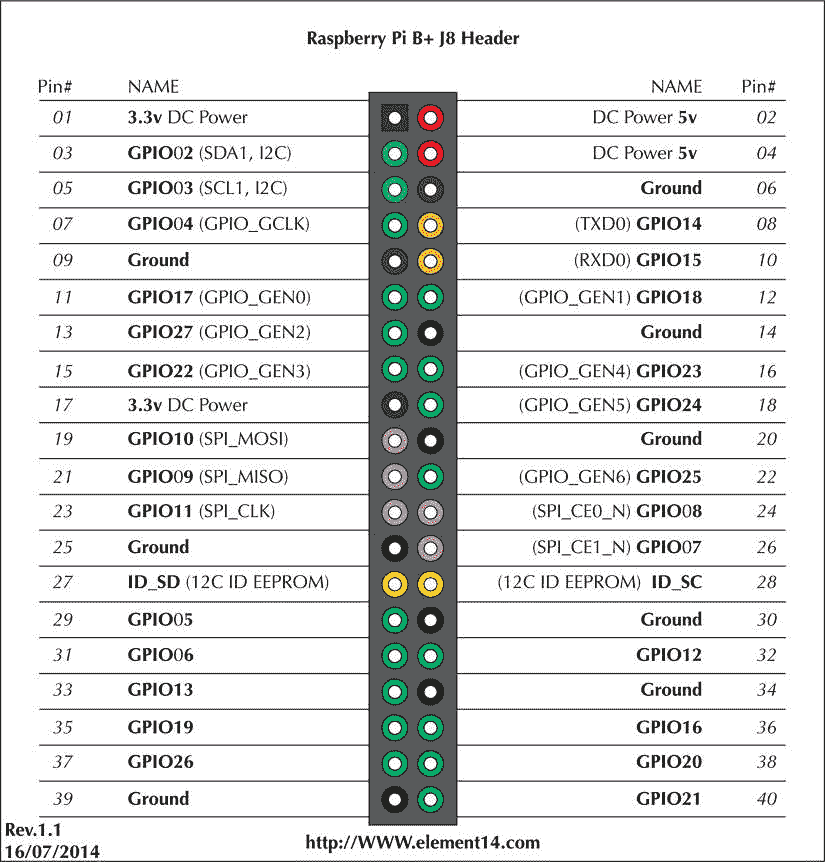 Raspberry Pi B+ J8 Header
Pin# NAME NAME Pin#
01 3.3v DC Power DC Power 5v 02
03 GPIO02 (SDA1, I2C) DC Power 5v 04
05 GPIO03 (SCL1, I2C) Ground 06
07 GPIO04 (GPIO_GCLK) (TXD0) GPIO14 08
09 Ground (RXD0) GPIO15 10
11 GPIO17 (GPIO_GEN0) (GPIO_GEN1) GPIO18 12
13 GPIO27 (GPIO_GEN2) Ground 14
15 GPIO22 (GPIO_GEN3) (GPIO_GEN4) GPIO23 16
17 3.3v DC Power (GPIO_GEN5) GPIO24 18
19 GPIO10 (SPI_MOSI) Ground 20
21 GPIO09 (SPI_MISO) (GPIO_GEN6) GPIO25 22
23 GPIO11 (SPI_CLK) (SPI_CE0_N) GPIO08 24
25 Ground (SPI_CE1_N) GPIO07 26
27 ID_SD (12C ID EEPROM) (12C ID EEPROM) ID_SC 28
29 GPIO05 Ground 30
31 GPIO06 GPIO12 32
33 GPIO13 Ground 34
35 GPIO19 GPIO16 36
37 GPIO26 GPIO20 38
39 Ground GPIO21 40
Rev.1.1
16/07/2014
http://WWW.element14.com